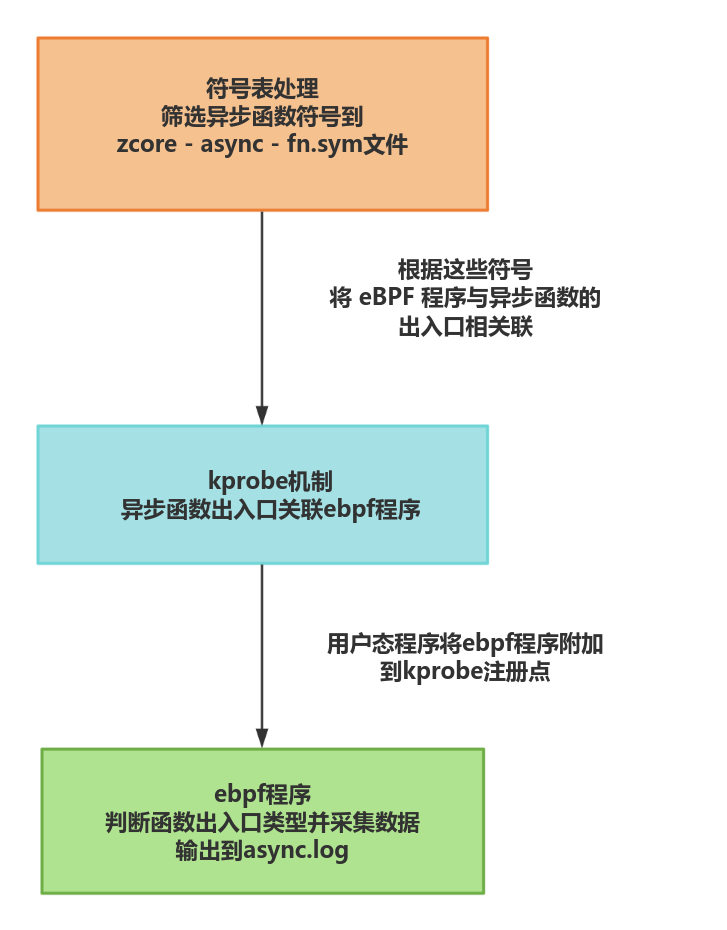 符号表处理
筛选异步函数符号到
zcore - async - fn.sym文件
根据这些符号
将 eBPF 程序与异步函数的
出入口相关联
kprobe机制
异步函数出入口关联ebpf程序
用户态程序将ebpf程序附加
到kprobe注册点
ebpf程序
判断函数出入口类型并采集数据
输出到async.log